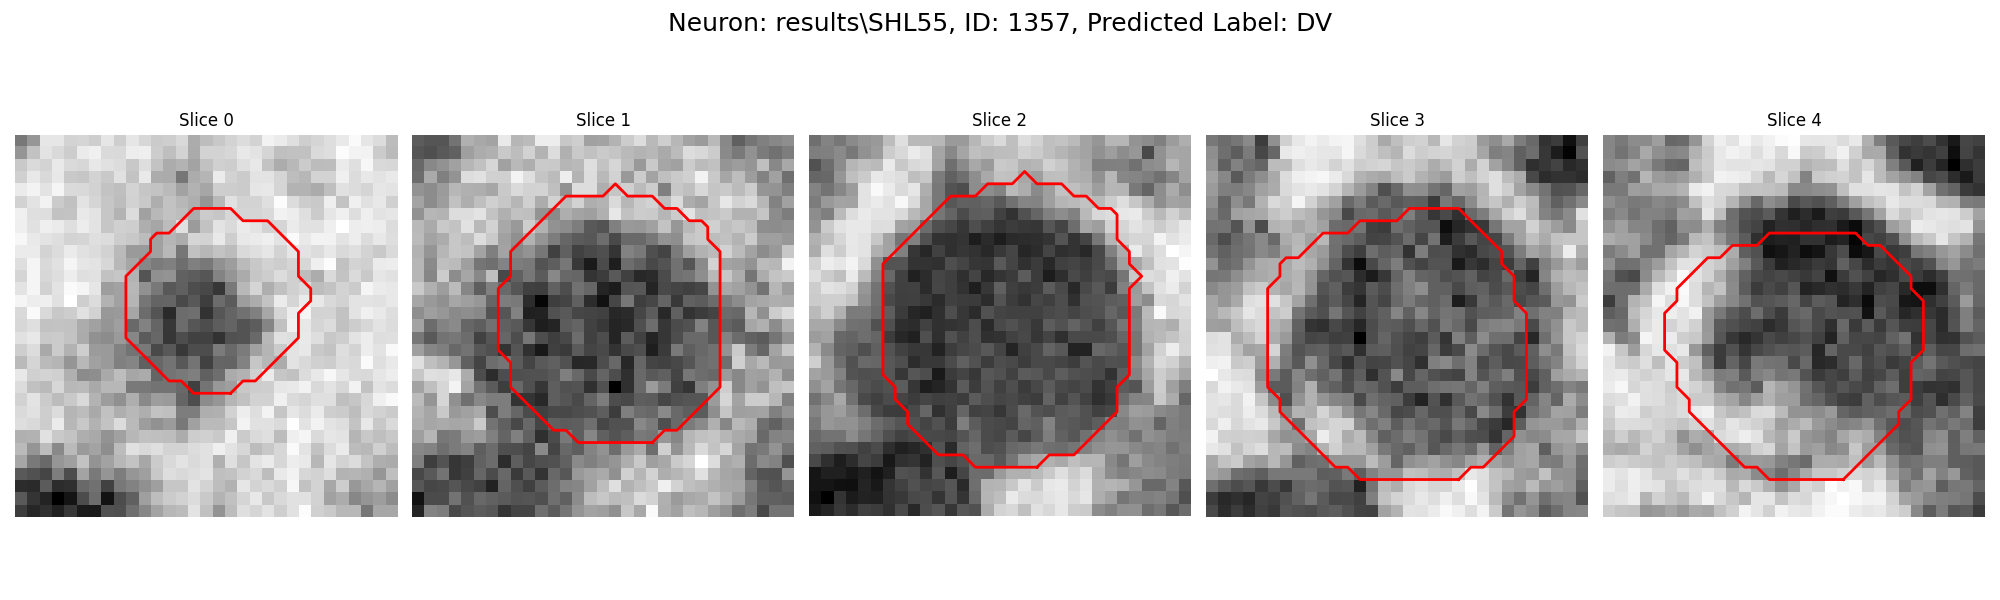 Neuron: results\SHL55, ID: 1357, Predicted Label: DV
Slice 0
Slice 1
Slice 2
Slice 3
Slice 4